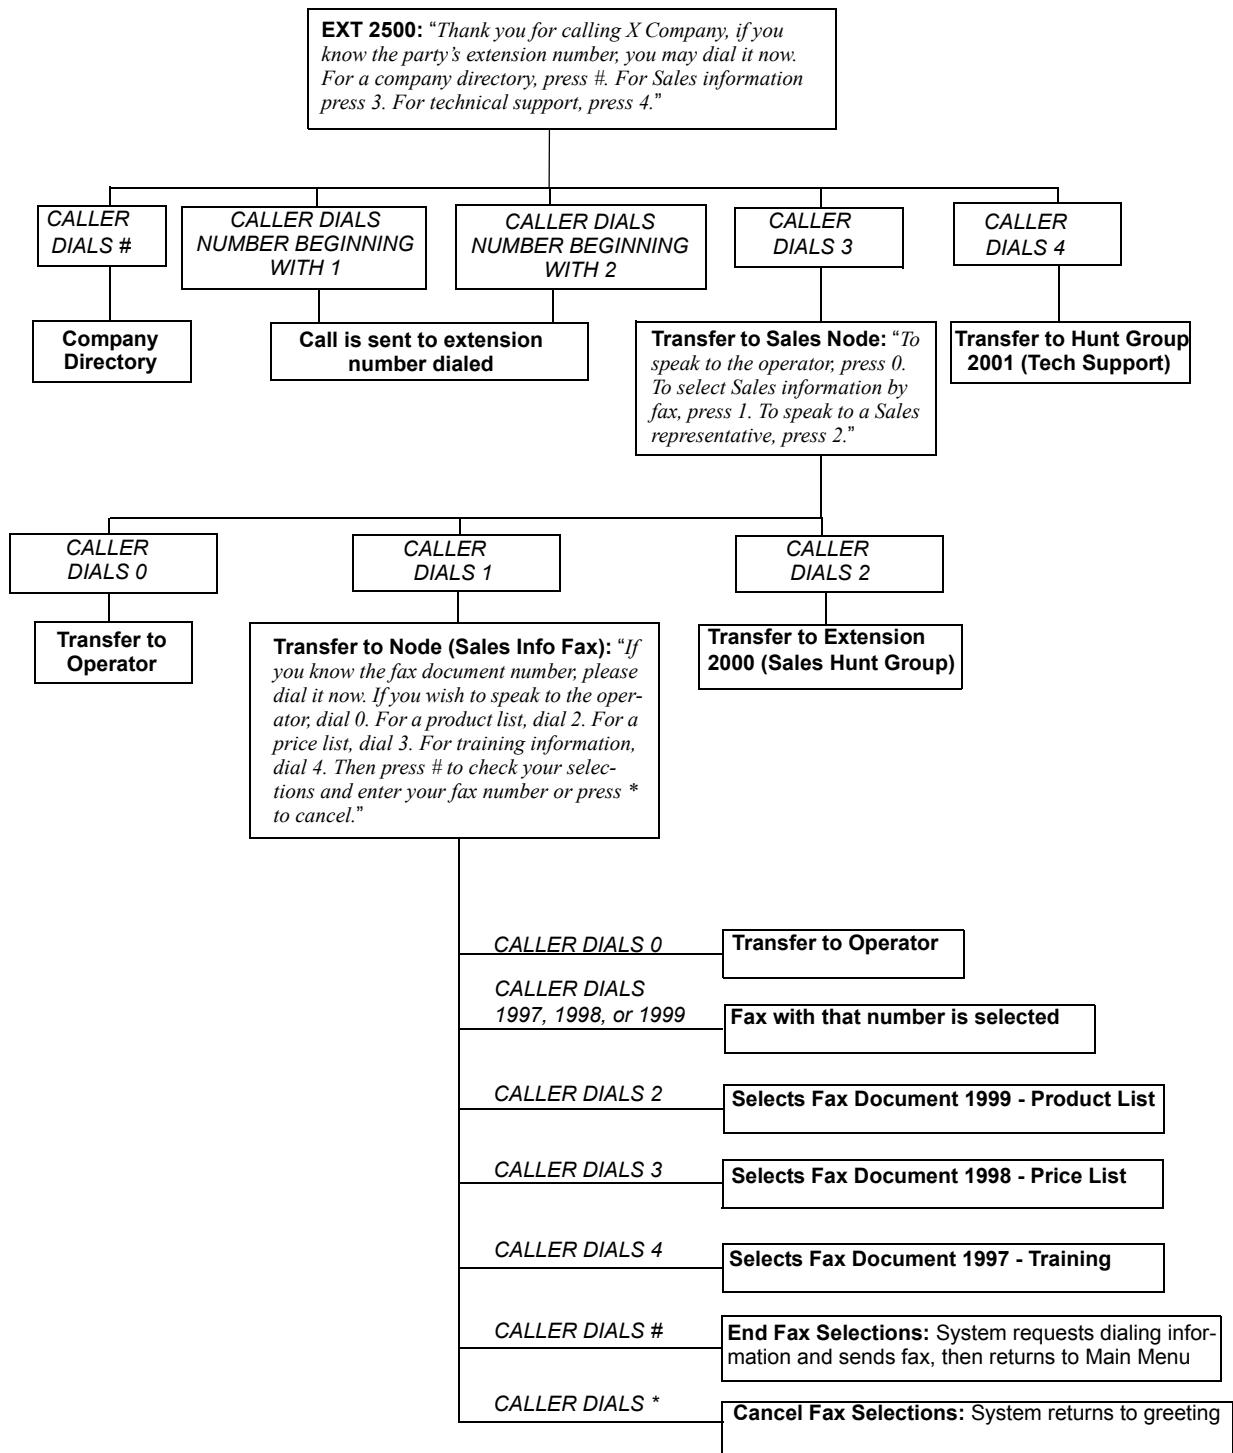 EXT 2500: “Thank you for calling X Company, if you
know the party’s extension number, you may dial it now.
For a company directory, press #. For Sales information
press 3. For technical support, press 4.”
CALLER
DIALS #
CALLER DIALS
NUMBER BEGINNING
WITH 1
CALLER DIALS
NUMBER BEGINNING
WITH 2
CALLER
DIALS 3
CALLER
DIALS 4
Company
Directory
Call is sent to extension
number dialed
Transfer to Sales Node: “To
speak to the operator, press 0.
To select Sales information by
fax, press 1. To speak to a Sales
representative, press 2.”
Transfer to Hunt Group
2001 (Tech Support)
CALLER
DIALS 0
CALLER
DIALS 1
CALLER
DIALS 2
Transfer to
Operator
Transfer to Node (Sales Info Fax): “If
you know the fax document number, please
dial it now. If you wish to speak to the oper-
ator, dial 0. For a product list, dial 2. For a
price list, dial 3. For training information,
dial 4. Then press # to check your selec-
tions and enter your fax number or press *
to cancel.”
Transfer to Extension
2000 (Sales Hunt Group)
CALLER DIALS 0
Transfer to Operator
CALLER DIALS
1997, 1998, or 1999
Fax with that number is selected
CALLER DIALS 2
Selects Fax Document 1999 - Product List
CALLER DIALS 3
Selects Fax Document 1998 - Price List
CALLER DIALS 4
Selects Fax Document 1997 - Training
CALLER DIALS #
End Fax Selections: System requests dialing infor-
mation and sends fax, then returns to Main Menu
CALLER DIALS *
Cancel Fax Selections: System returns to greeting